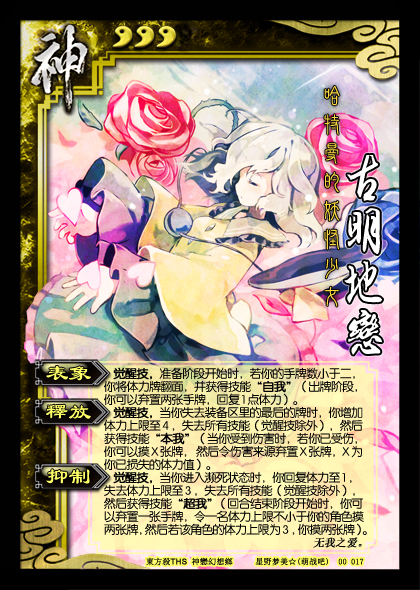 神
哈特曼的妖怪少女
古明地戀
表象
觉醒技，准备阶段开始时，若你的手牌数小于二，
你将体力牌翻面，并获得技能“自我”（出牌阶段，
你可以弃置两张手牌，回复1点体力）。
釋放
觉醒技，当你失去装备区里的最后的牌时，你增加
体力上限至4，失去所有技能（觉醒技除外），然后
获得技能“本我”（当你受到伤害时，若你已受伤，
你可以摸X张牌，然后令伤害来源弃置X张牌，X为
你已损失的体力值）。
抑制
觉醒技，当你进入濒死状态时，你回复体力至1，
失去体力上限至3，失去所有技能（觉醒技除外），
然后获得技能“超我”（回合结束阶段开始时，你可
以弃置一张手牌，令一名体力上限不小于你的角色摸
两张牌，然后若该角色的体力上限为3，你摸两张牌）。
无我之爱。
東方殺THS 神戀幻想鄉 星野梦美☆(萌战吧) OO 017